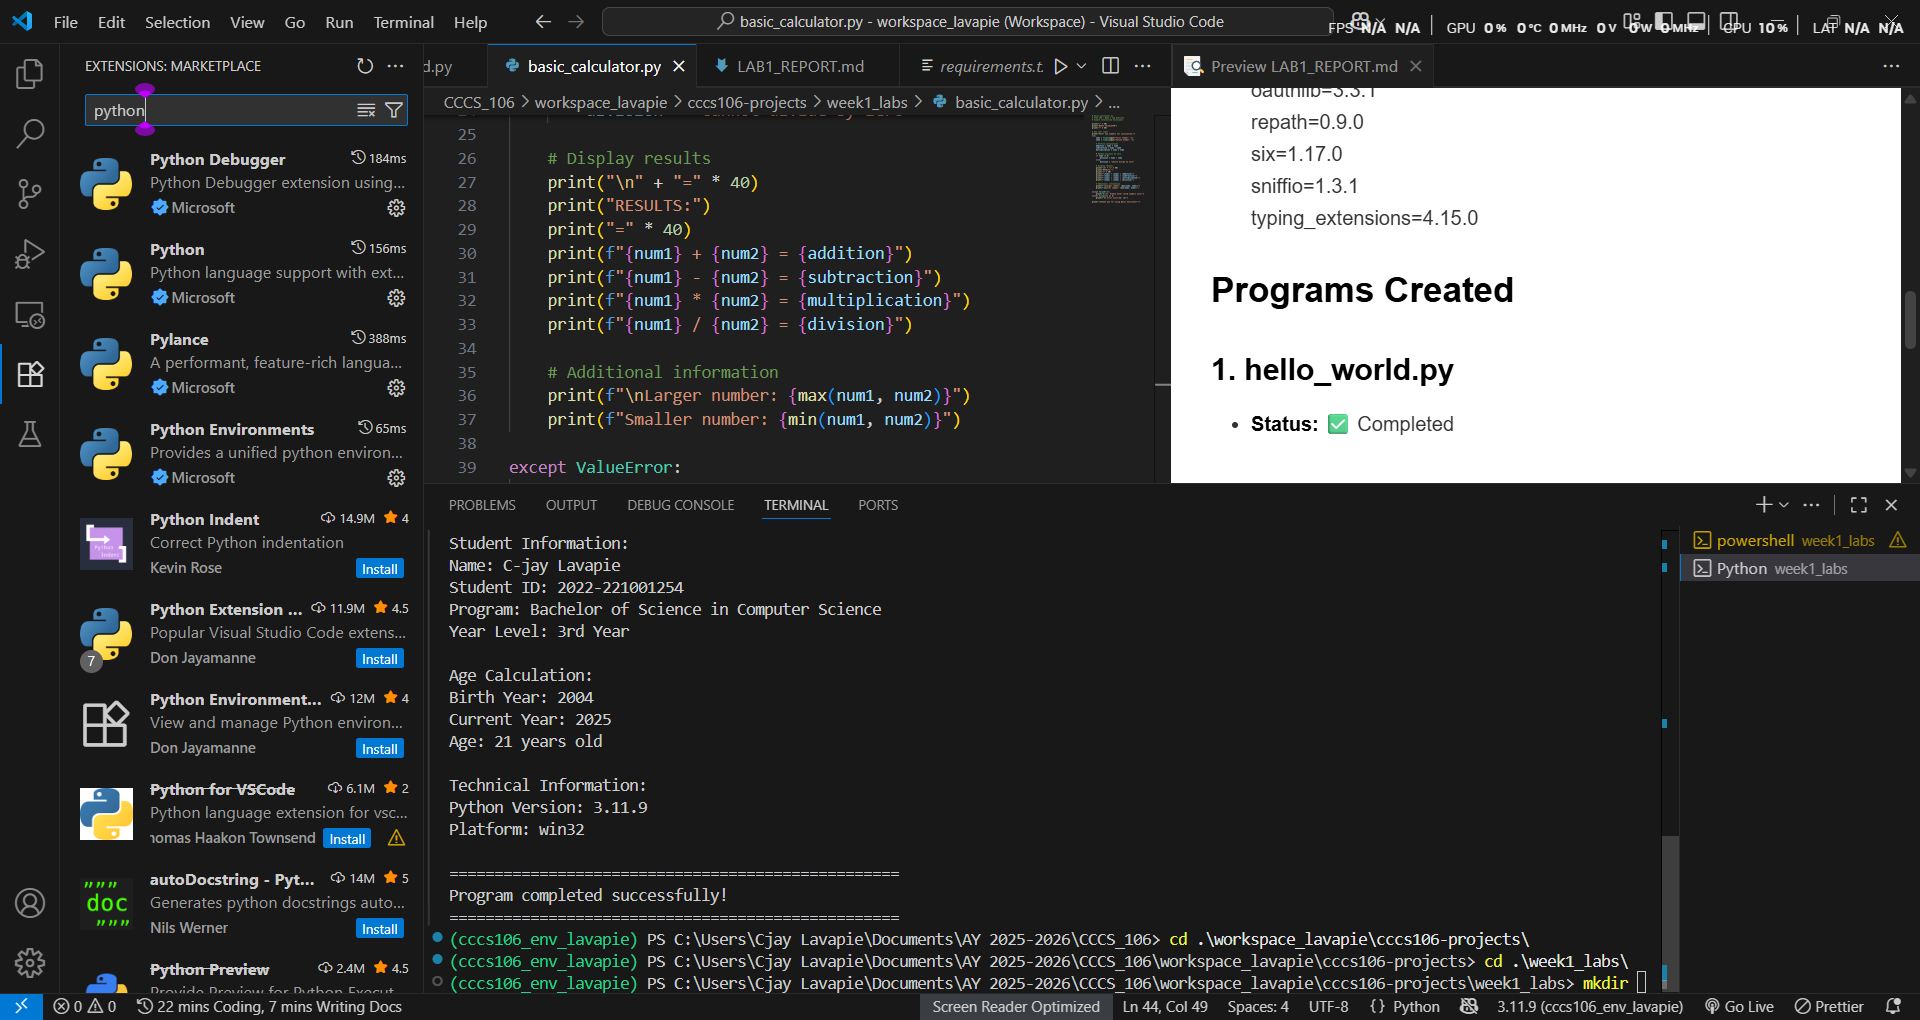 File Edit Selection View Go Run Terminal Help
basic_calculator.py - workspace_lavapie (Workspace) - Visual Studio Code
FPS N/A N/A GPU 0 % 0 °C 0 MHz 0 V 0 W 0 MHz CPU 10 % LAT N/A N/A
EXTENSIONS: MARKETPLACE
python
Python Debugger 184ms
Python Debugger extension using...
Microsoft
Python 156ms
Python language support with ext...
Microsoft
Pylance 388ms
A performant, feature-rich langua...
Microsoft
Python Environments 65ms
Provides a unified python environ...
Microsoft
Python Indent 14.9M 4
Correct Python indentation
Kevin Rose Install
Python Extension ... 11.9M 4.5
Popular Visual Studio Code extens...
7 Don Jayamanne Install
Python Environment... 12M 4
View and manage Python environ...
Don Jayamanne Install
Python for VSCode 6.1M 2
Python language extension for vsc...
homas Haakon Townsend Install
autoDocstring - Pyt... 14M 5
Generates python docstrings auto...
Nils Werner Install
Python Preview 2.4M 4.5
Provide Preview for Python Execut...
d.py basic_calculator.py LAB1_REPORT.md requirements.t
CCCS_106 > workspace_lavapie > cccs106-projects > week1_labs > basic_calculator.py > ...
25
26 # Display results
27 print("\n" + "=" * 40)
28 print("RESULTS:")
29 print("=" * 40)
30 print(f"{num1} + {num2} = {addition}")
31 print(f"{num1} - {num2} = {subtraction}")
32 print(f"{num1} * {num2} = {multiplication}")
33 print(f"{num1} / {num2} = {division}")
34
35 # Additional information
36 print(f"\nLarger number: {max(num1, num2)}")
37 print(f"Smaller number: {min(num1, num2)}")
38
39 except ValueError:
Preview LAB1_REPORT.md
oauthlib=3.3.1
repath=0.9.0
six=1.17.0
sniffio=1.3.1
typing_extensions=4.15.0
Programs Created
1. hello_world.py
• Status: ✅ Completed
PROBLEMS OUTPUT DEBUG CONSOLE TERMINAL PORTS
Student Information:
Name: C-jay Lavapie
Student ID: 2022-221001254
Program: Bachelor of Science in Computer Science
Year Level: 3rd Year
Age Calculation:
Birth Year: 2004
Current Year: 2025
Age: 21 years old
Technical Information:
Python Version: 3.11.9
Platform: win32
==================================================
Program completed successfully!
==================================================
(cccs106_env_lavapie) PS C:\Users\Cjay Lavapie\Documents\AY 2025-2026\CCCS_106> cd .\workspace_lavapie\cccs106-projects\
(cccs106_env_lavapie) PS C:\Users\Cjay Lavapie\Documents\AY 2025-2026\CCCS_106\workspace_lavapie\cccs106-projects> cd .\week1_labs\
(cccs106_env_lavapie) PS C:\Users\Cjay Lavapie\Documents\AY 2025-2026\CCCS_106\workspace_lavapie\cccs106-projects\week1_labs> mkdir
powershell week1_labs
Python week1_labs
0 0 22 mins Coding, 7 mins Writing Docs
Screen Reader Optimized Ln 44, Col 49 Spaces: 4 UTF-8 {} Python 3.11.9 (cccs106_env_lavapie) Go Live Prettier